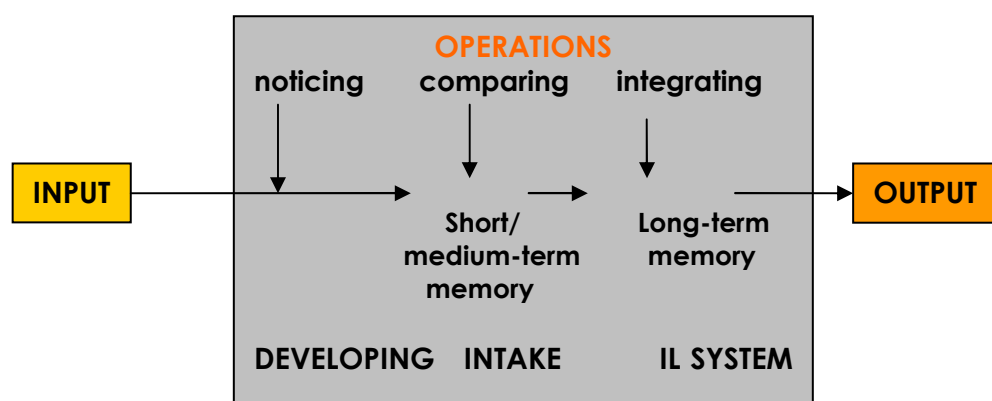 OPERATIONS
noticing comparing integrating
INPUT
OUTPUT
Short/
medium-term
memory
Long-term
memory
DEVELOPING INTAKE IL SYSTEM